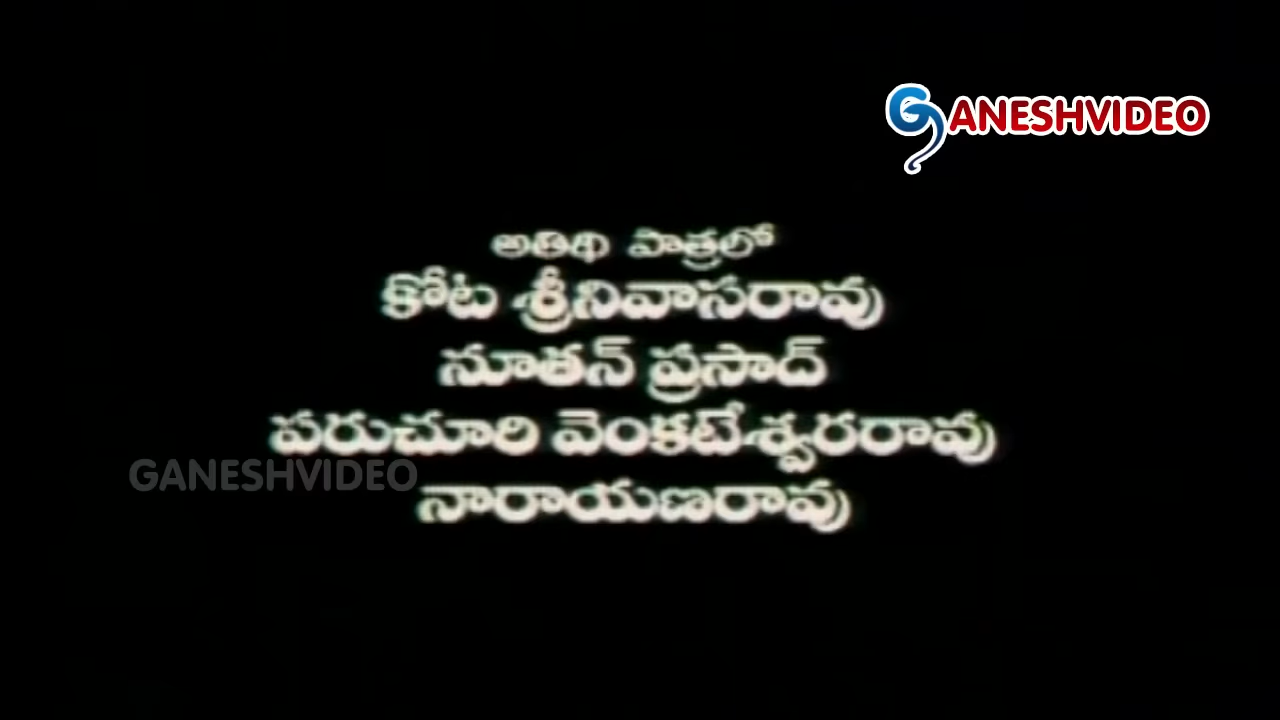 GANESHVIDEO
అతిథి పాత్రలో
కోట శ్రీనివాసరావు
నూతన్ ప్రసాద్
పరుచూరి వెంకటేశ్వరరావు
GANESHVIDEO
నారాయణరావు